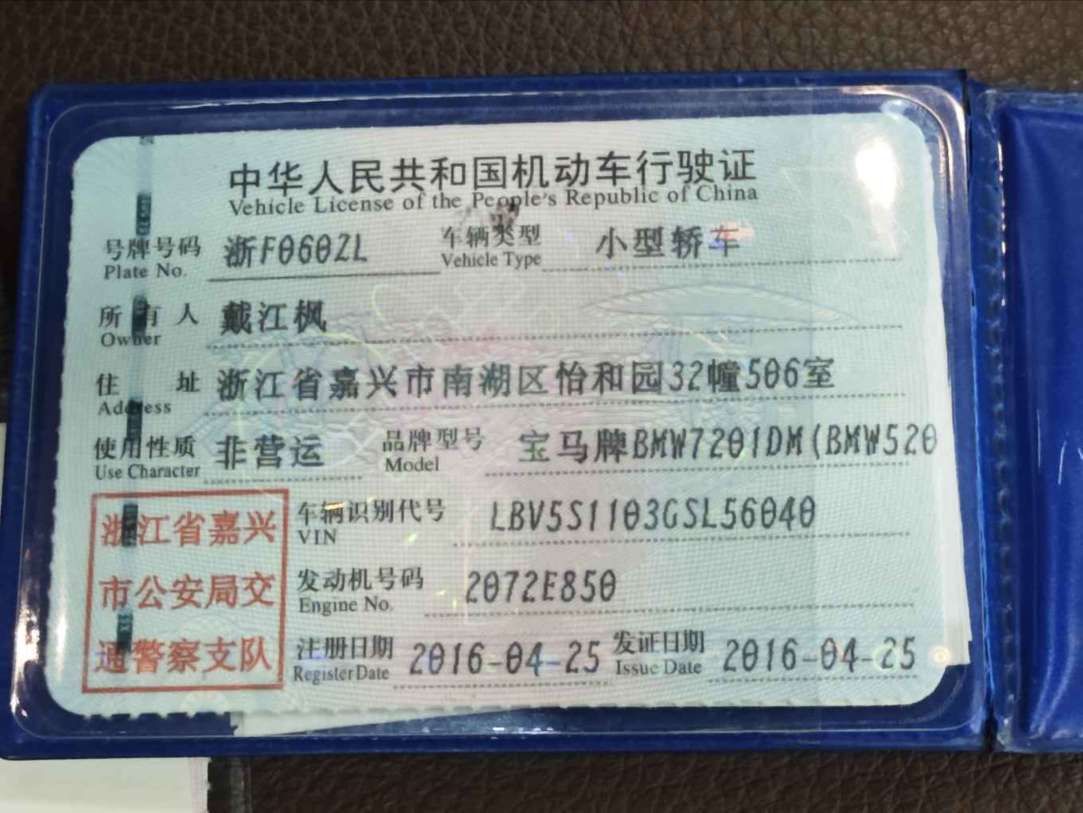 中华人民共和国机动车行驶证
Vehicle License of the People's Republic of China
号牌号码 浙F060ZL 车辆类型 小型轿车
Plate No. Vehicle Type
所有人 戴江枫
Owner
住址 浙江省嘉兴市南湖区怡和园32幢506室
Address
使用性质 非营运 品牌型号 宝马牌BMW7201DM(BMW520
Use Character Model
浙江省嘉兴 车辆识别代号 LBV5S1103GSL56040
VIN
市公安局交 发动机号码 2072E850
Engine No.
通警察支队 注册日期 2016-04-25 发证日期 2016-04-25
Register Date Issue Date